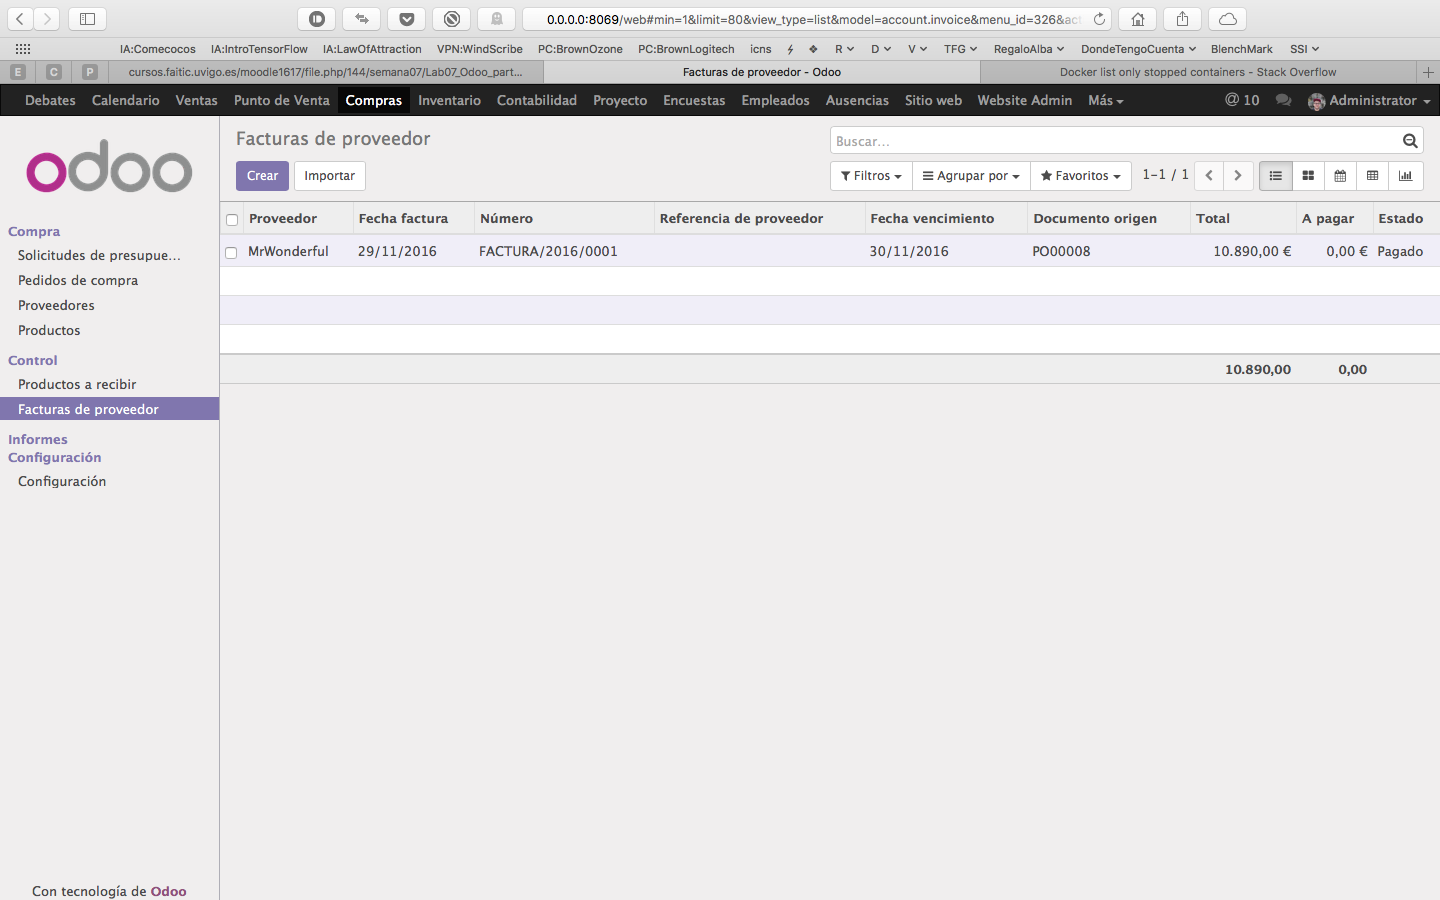 0.0.0.0:8069/web#min=1&limit=80&view_type=list&model=account.invoice&menu_id=326&ac
IA:Comecocos IA:IntroTensorFlow IA:LawOfAttraction VPN:WindScribe PC:BrownOzone PC:BrownLogitech icns R D V TFG RegaloAlba DondeTengoCuenta BlenchMark SSI
E C P cursos.faitic.uvigo.es/moodle1617/file.php/144/semana07/Lab07_Odoo_part... Facturas de proveedor - Odoo Docker list only stopped containers - Stack Overflow
Debates Calendario Ventas Punto de Venta Compras Inventario Contabilidad Proyecto Encuestas Empleados Ausencias Sitio web Website Admin Más @ 10 Administrator
odoo
Compra
Solicitudes de presupue...
Pedidos de compra
Proveedores
Productos
Control
Productos a recibir
Facturas de proveedor
Informes
Configuración
Configuración
Con tecnología de Odoo
Facturas de proveedor
Buscar...
Crear Importar Filtros Agrupar por Favoritos 1-1 / 1
Proveedor Fecha factura Número Referencia de proveedor Fecha vencimiento Documento origen Total A pagar Estado
MrWonderful 29/11/2016 FACTURA/2016/0001 30/11/2016 PO00008 10.890,00 € 0,00 € Pagado
10.890,00 0,00